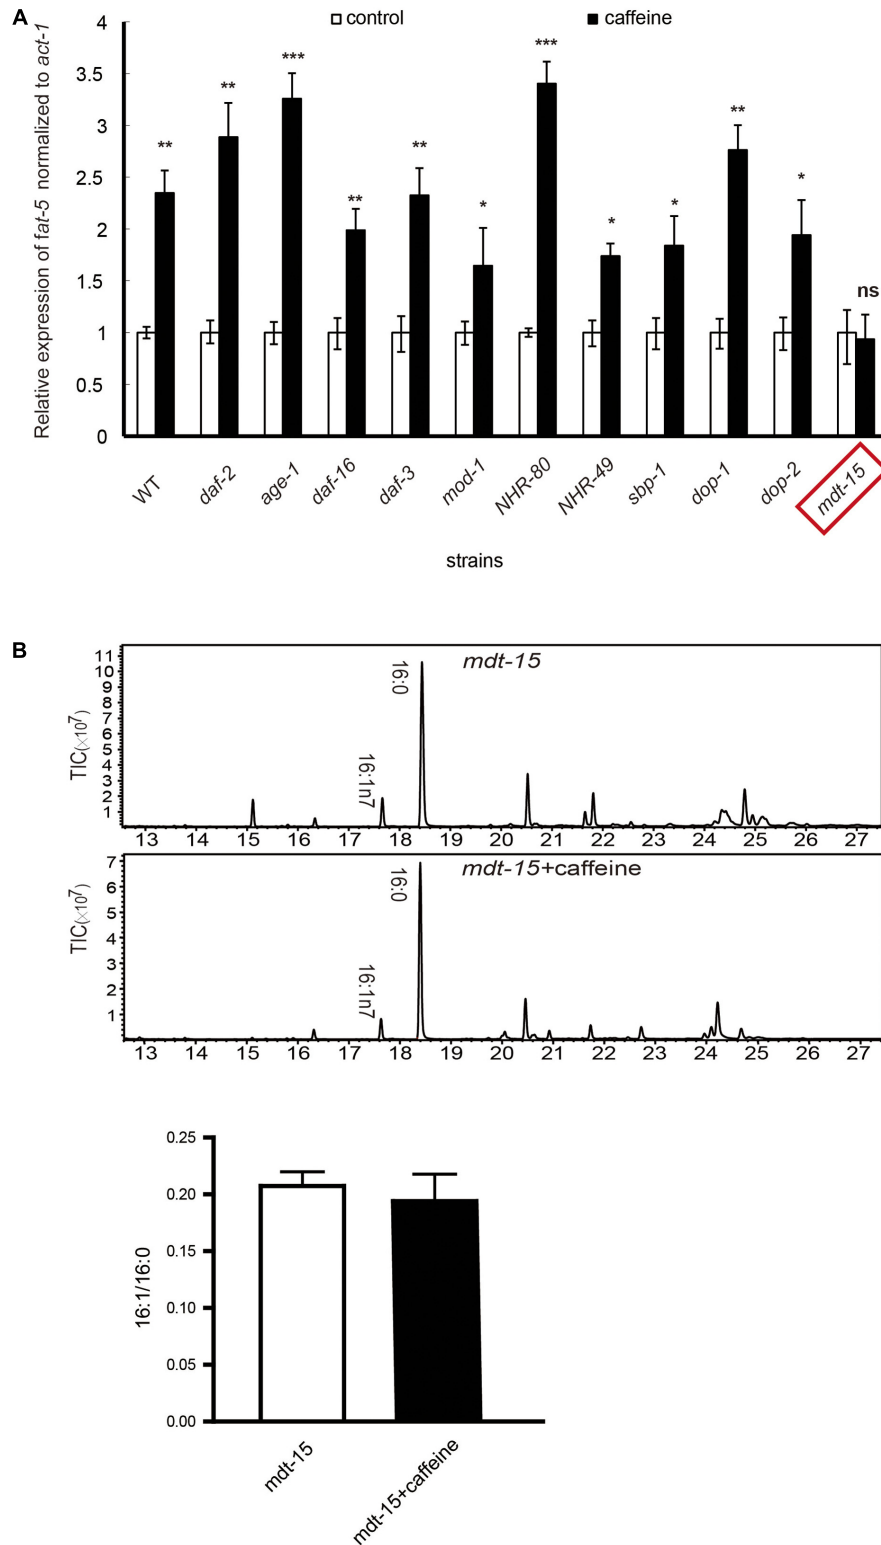 A
control
caffeine
Relative expression of fat-5 normalized to act-1
4
3.5
3
2.5
2
1.5
1
0.5
0
**
**
***
**
**
*
***
*
*
**
*
ns
WT
daf-2
age-1
daf-16
daf-3
mod-1
NHR-80
NHR-49
sbp-1
dop-1
dop-2
mdt-15
strains
B
mdt-15
TIC(×10⁷)
11
10
9
8
7
6
5
4
3
2
1
16:1n7
16:0
13 14 15 16 17 18 19 20 21 22 23 24 25 26 27
mdt-15+caffeine
TIC(×10⁷)
7
6
5
4
3
2
1
16:1n7
16:0
13 14 15 16 17 18 19 20 21 22 23 24 25 26 27
16:1/16:0
0.25
0.20
0.15
0.10
0.05
0.00
mdt-15
mdt-15+caffeine